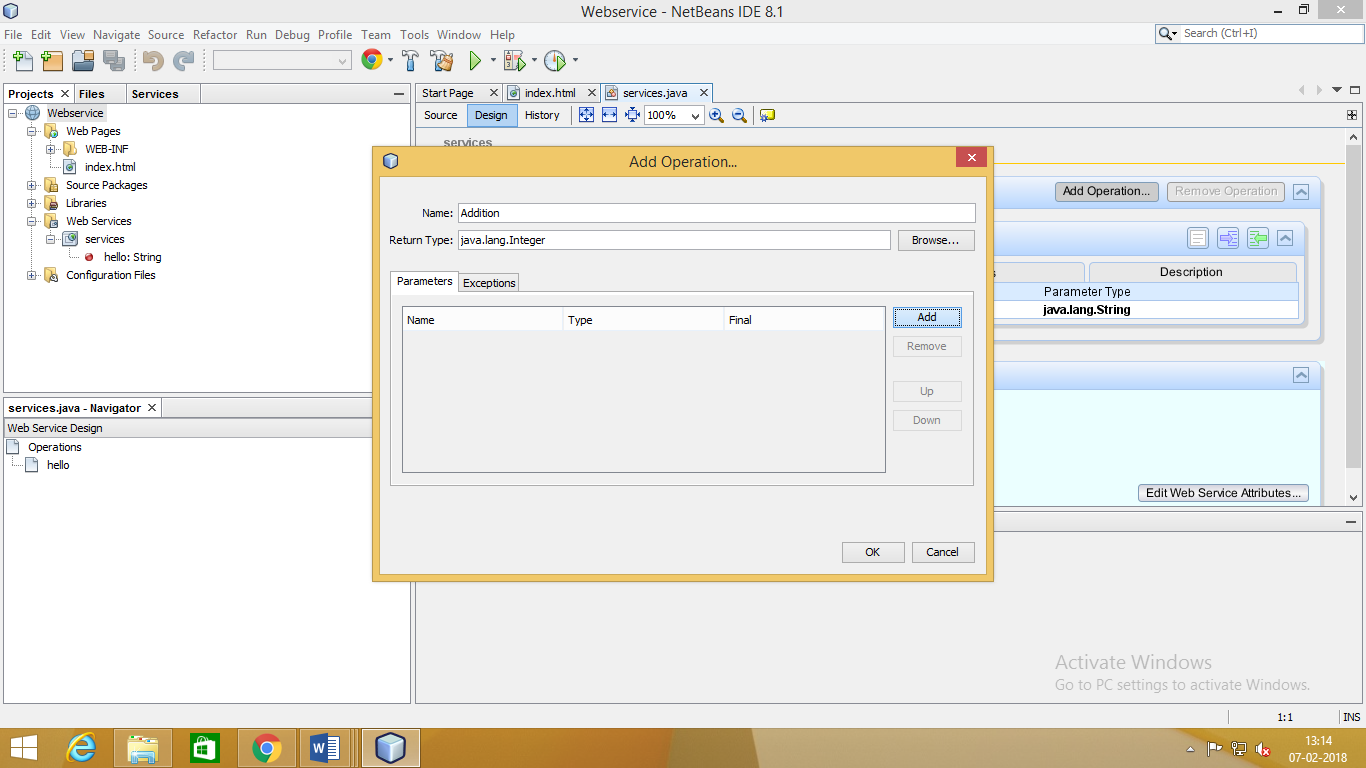 Webservice - NetBeans IDE 8.1
File Edit View Navigate Source Refactor Run Debug Profile Team Tools Window Help
Search (Ctrl+I)
Projects Files Services
Webservice
Web Pages
WEB-INF
index.html
Source Packages
Libraries
Web Services
services
hello: String
Configuration Files
services.java - Navigator
Web Service Design
Operations
hello
Start Page index.html services.java
Source Design History 100%
services
Add Operation... Remove Operation
s Description
Parameter Type
java.lang.String
Edit Web Service Attributes...
Add Operation...
Name: Addition
Return Type: java.lang.Integer Browse...
Parameters Exceptions
Name Type Final
Add
Remove
Up
Down
OK Cancel
Activate Windows
Go to PC settings to activate Windows.
1:1 INS
13:14
07-02-2018